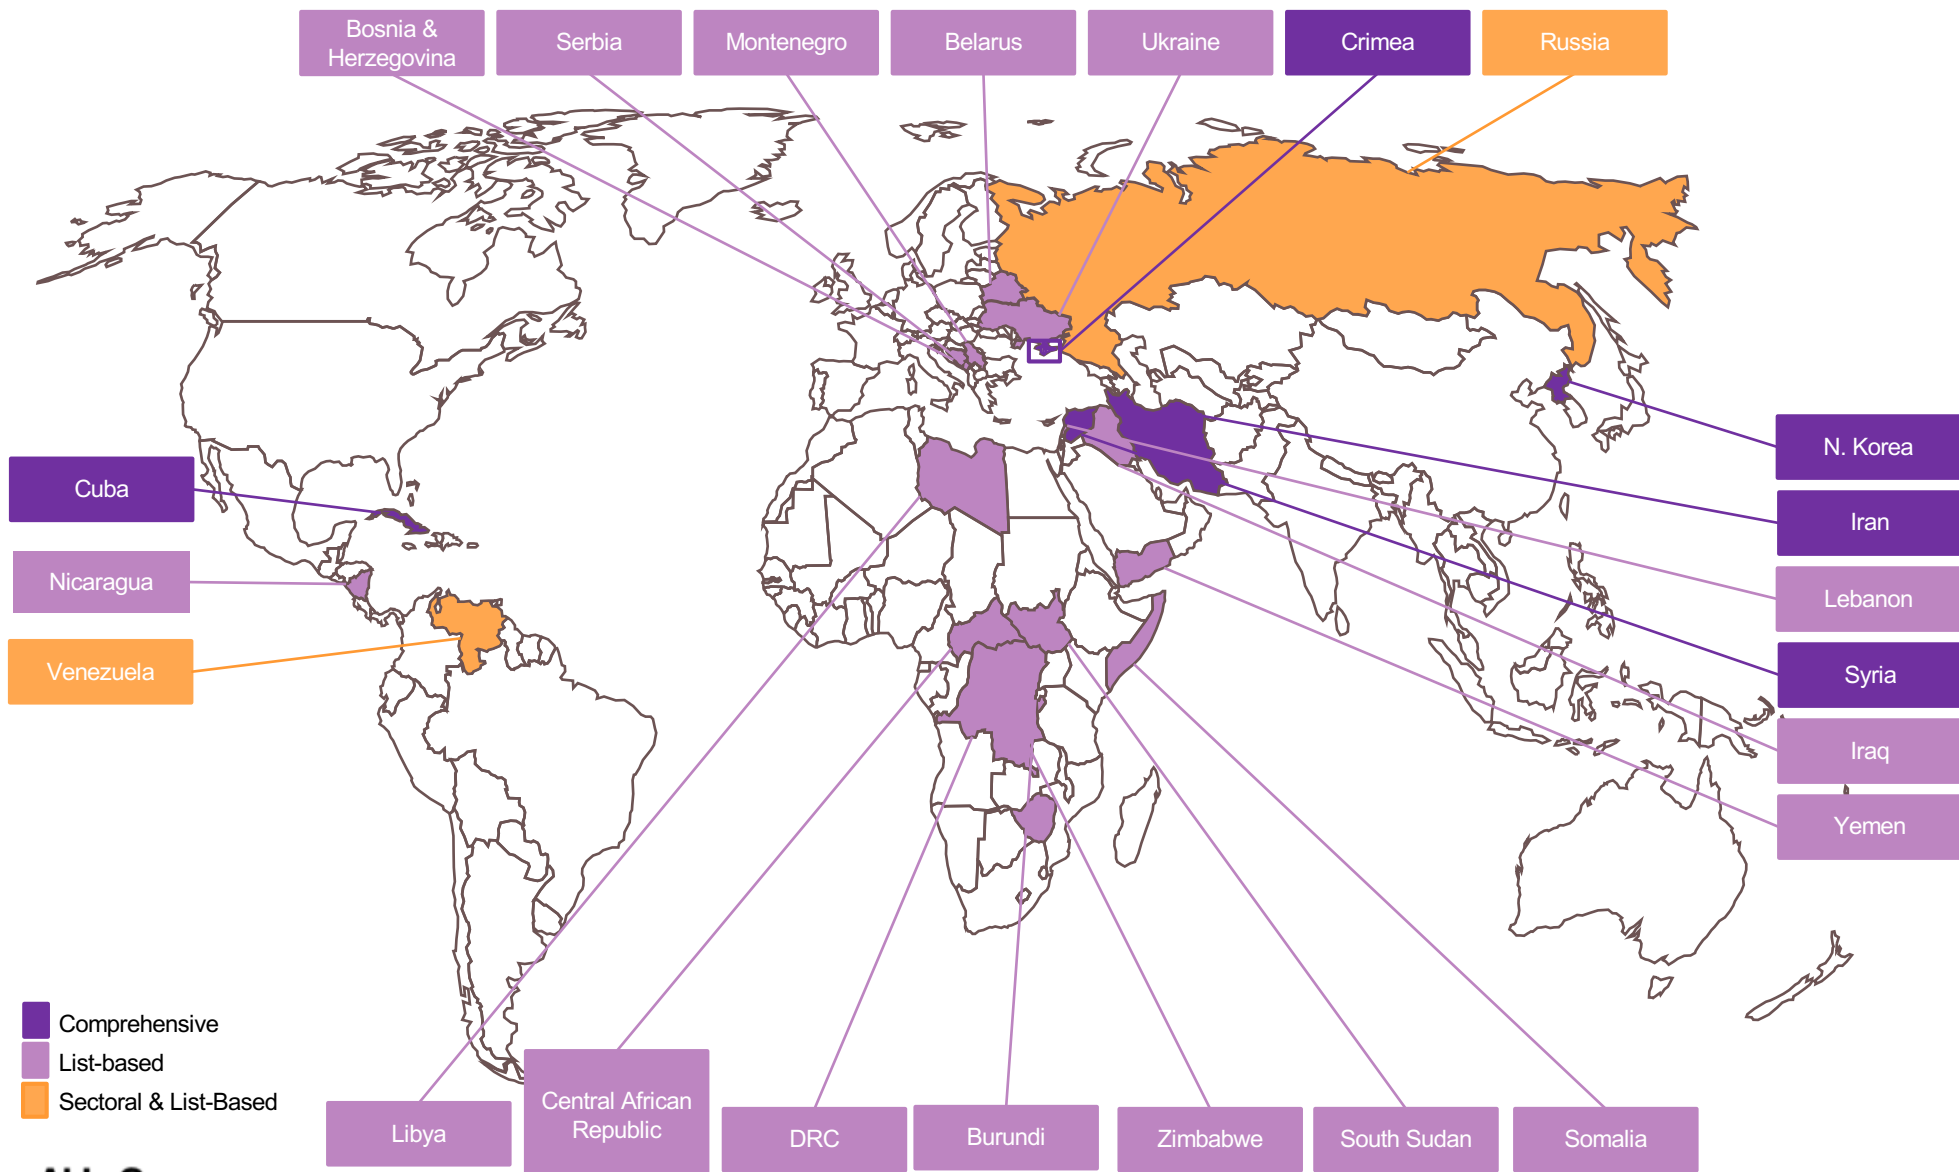 Bosnia &
Herzegovina
Serbia
Montenegro
Belarus
Ukraine
Crimea
Russia
N. Korea
Cuba
Iran
Nicaragua
Lebanon
Venezuela
Syria
Iraq
Yemen
Comprehensive
List-based
Sectoral & List-Based
Libya
Central African
Republic
DRC
Burundi
Zimbabwe
South Sudan
Somalia